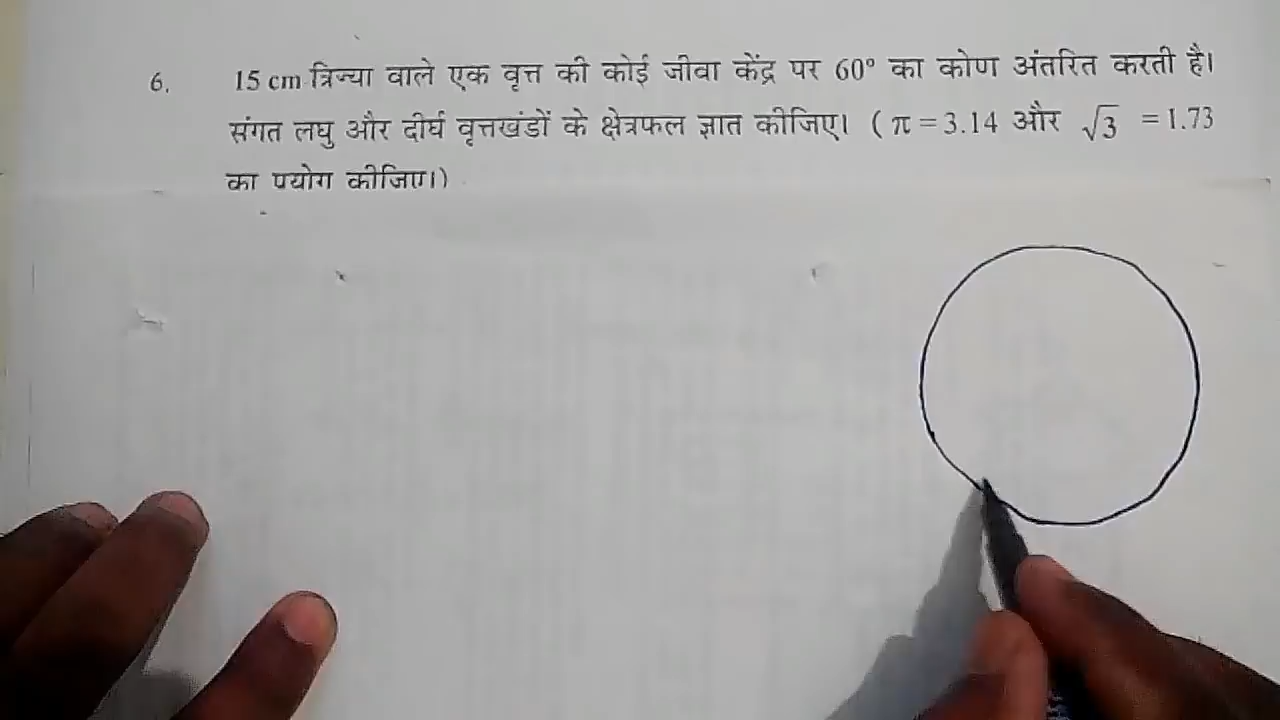 6. 15 cm त्रिज्या वाले एक वृत्त की कोई जीवा केंद्र पर 60° का कोण अंतरित करती है।
संगत लघु और दीर्घ वृत्तखंडों के क्षेत्रफल ज्ञात कीजिए। ( π = 3.14 और √3 = 1.73
का प्रयोग कीजिए।)